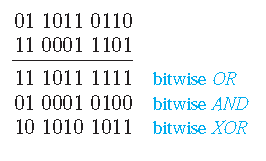 01 1011 0110
11 0001 1101
11 1011 1111 bitwise OR
01 0001 0100 bitwise AND
10 1010 1011 bitwise XOR